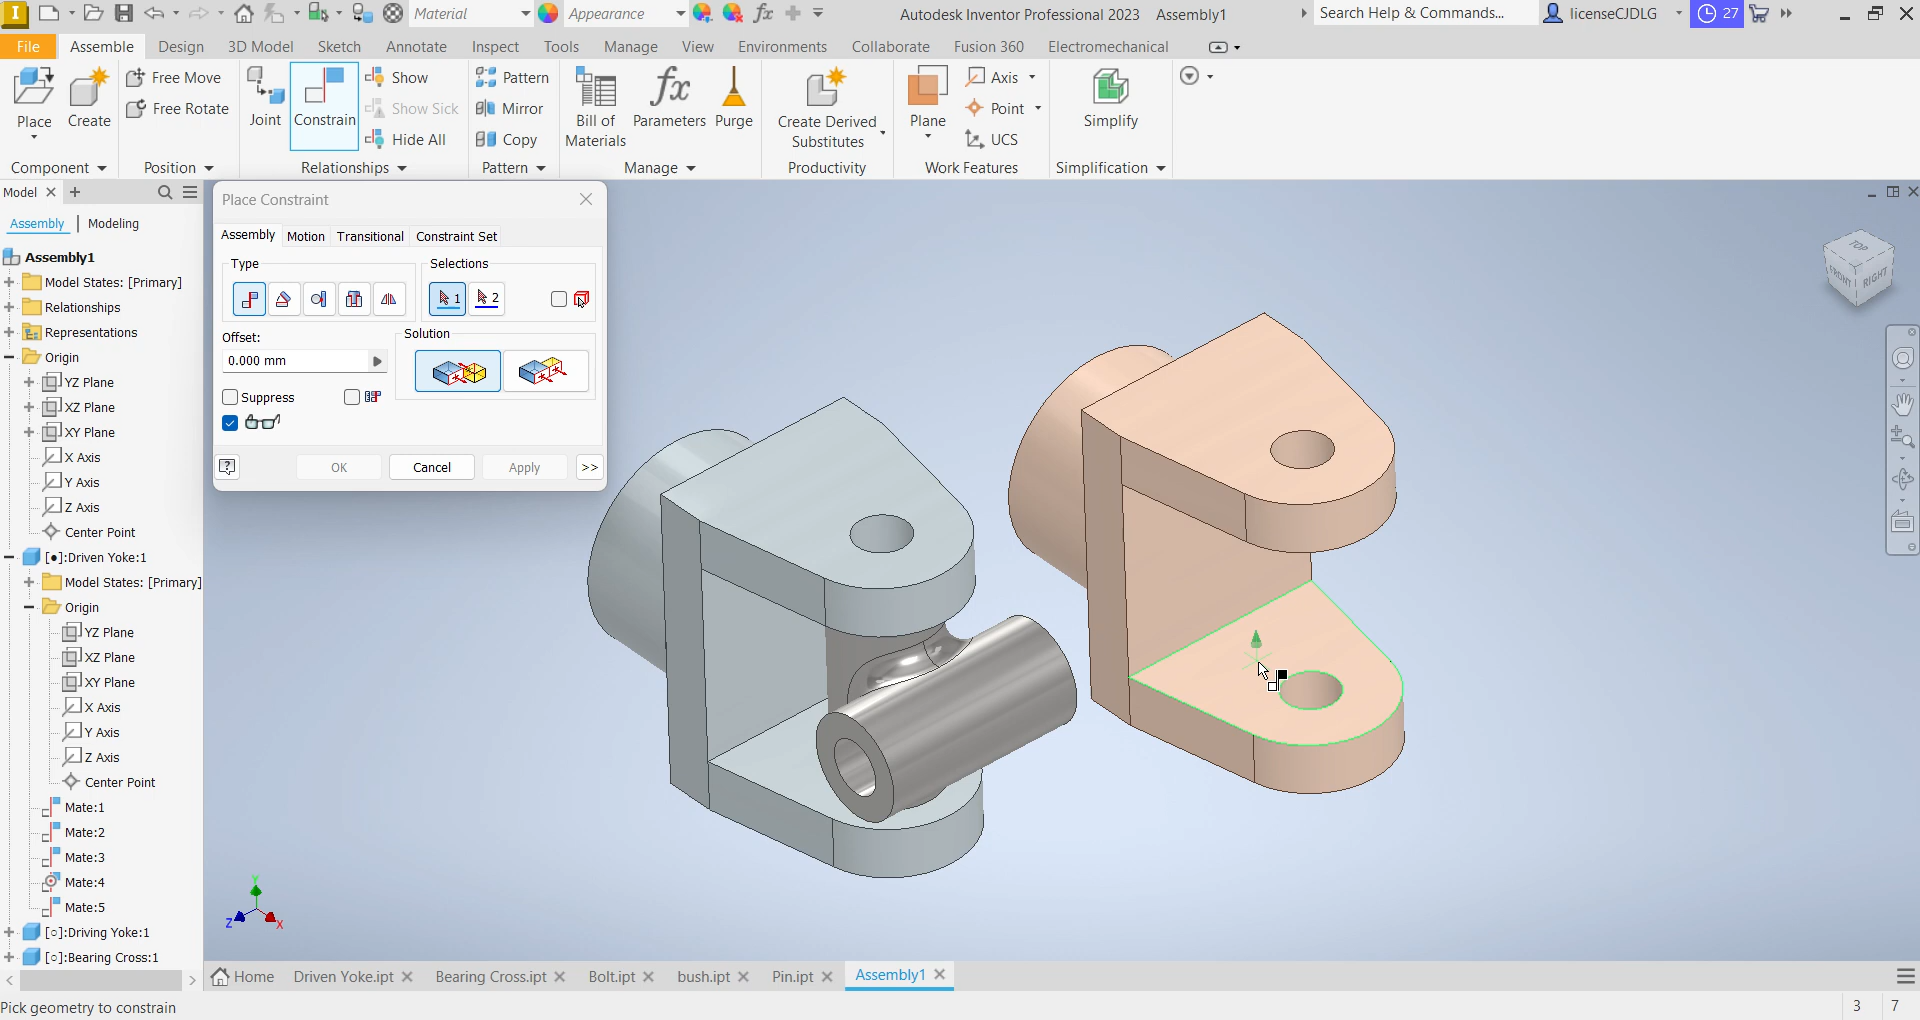 I Material Appearance fx Autodesk Inventor Professional 2023 Assembly1 Search Help & Commands... licenseCJDLG 27
File Assemble Design 3D Model Sketch Annotate Inspect Tools Manage View Environments Collaborate Fusion 360 Electromechanical
Place
Create
Free Move
Free Rotate
Joint
Constrain
Show
Show Sick
Hide All
Pattern
Mirror
Copy
Bill of
Materials
fx
Parameters
Purge
Create Derived
Substitutes
Plane
Axis
Point
UCS
Simplify
Component Position Relationships Pattern Manage Productivity Work Features Simplification
Model
Assembly Modeling
Assembly1
Model States: [Primary]
Relationships
Representations
Origin
YZ Plane
XZ Plane
XY Plane
X Axis
Y Axis
Z Axis
Center Point
[●]:Driven Yoke:1
Model States: [Primary]
Origin
YZ Plane
XZ Plane
XY Plane
X Axis
Y Axis
Z Axis
Center Point
Mate:1
Mate:2
Mate:3
Mate:4
Mate:5
[○]:Driving Yoke:1
[○]:Bearing Cross:1
Place Constraint
Assembly Motion Transitional Constraint Set
Type
Selections
1 2
Offset:
0.000 mm
Solution
Suppress
? OK Cancel Apply >>
TOP
FRONT RIGHT
Y
Z X
Home Driven Yoke.ipt Bearing Cross.ipt Bolt.ipt bush.ipt Pin.ipt Assembly1
Pick geometry to constrain 3 7